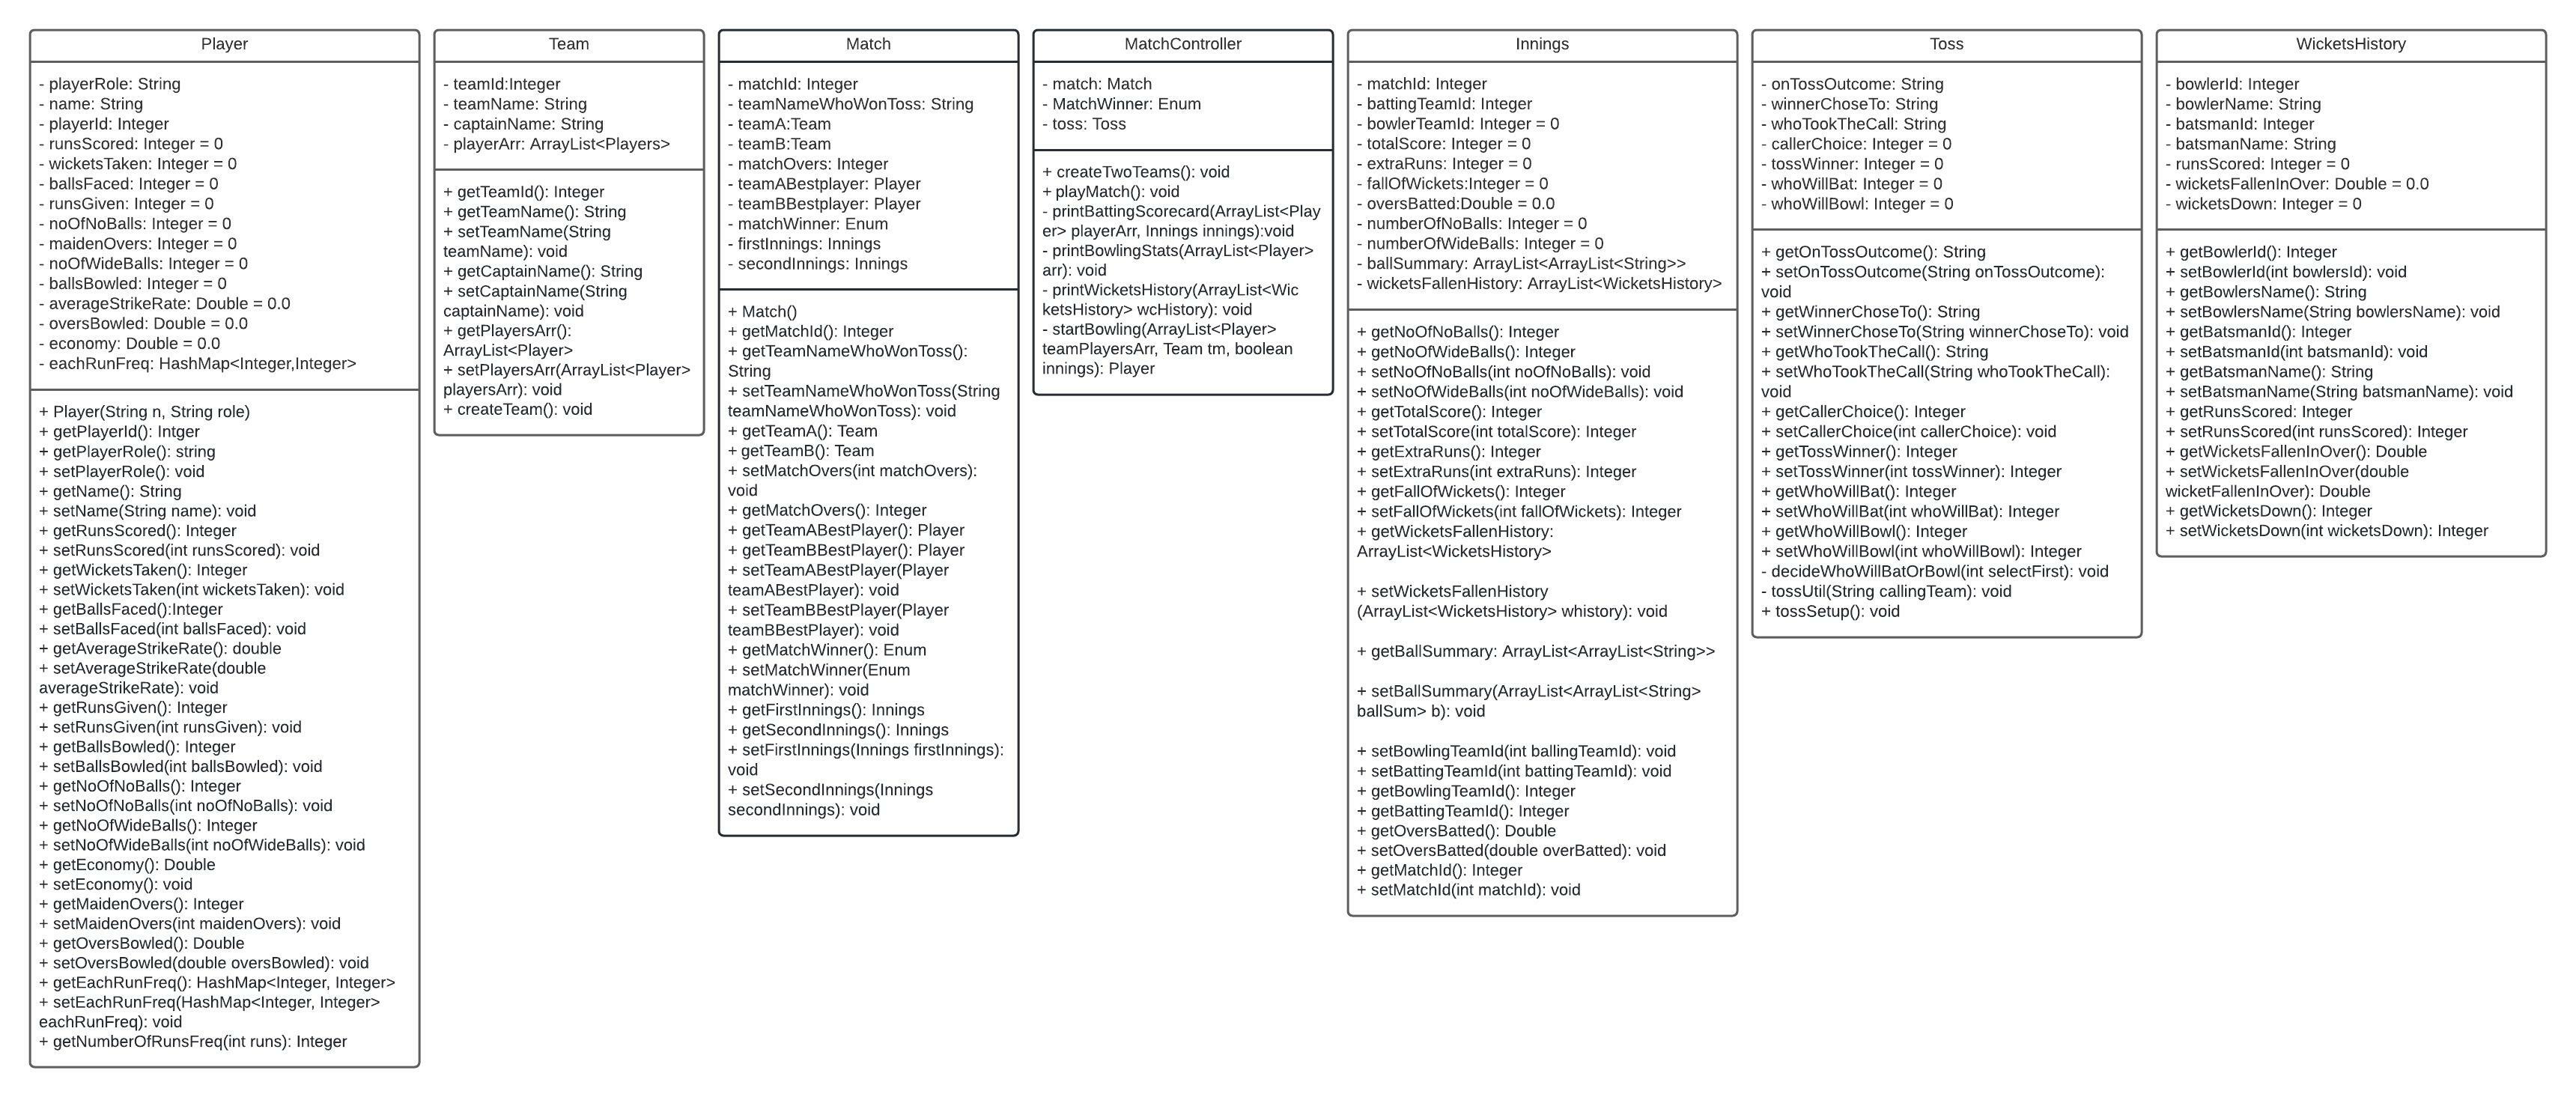 Player
- playerRole: String
- name: String
- playerId: Integer
- runsScored: Integer = 0
- wicketsTaken: Integer = 0
- ballsFaced: Integer = 0
- runsGiven: Integer = 0
- noOfNoBalls: Integer = 0
- maidenOvers: Integer = 0
- noOfWideBalls: Integer = 0
- ballsBowled: Integer = 0
- averageStrikeRate: Double = 0.0
- oversBowled: Double = 0.0
- economy: Double = 0.0
- eachRunFreq: HashMap<Integer,Integer>
+ Player(String n, String role)
+ getPlayerId(): Intger
+ getPlayerRole(): string
+ setPlayerRole(): void
+ getName(): String
+ setName(String name): void
+ getRunsScored(): Integer
+ setRunsScored(int runsScored): void
+ getWicketsTaken(): Integer
+ setWicketsTaken(int wicketsTaken): void
+ getBallsFaced():Integer
+ setBallsFaced(int ballsFaced): void
+ getAverageStrikeRate(): double
+ setAverageStrikeRate(double
averageStrikeRate): void
+ getRunsGiven(): Integer
+ setRunsGiven(int runsGiven): void
+ getBallsBowled(): Integer
+ setBallsBowled(int ballsBowled): void
+ getNoOfNoBalls(): Integer
+ setNoOfNoBalls(int noOfNoBalls): void
+ getNoOfWideBalls(): Integer
+ setNoOfWideBalls(int noOfWideBalls): void
+ getEconomy(): Double
+ setEconomy(): void
+ getMaidenOvers(): Integer
+ setMaidenOvers(int maidenOvers): void
+ getOversBowled(): Double
+ setOversBowled(double oversBowled): void
+ getEachRunFreq(): HashMap<Integer, Integer>
+ setEachRunFreq(HashMap<Integer, Integer>
eachRunFreq): void
+ getNumberOfRunsFreq(int runs): Integer
Team
- teamId:Integer
- teamName: String
- captainName: String
- playerArr: ArrayList<Players>
+ getTeamId(): Integer
+ getTeamName(): String
+ setTeamName(String
teamName): void
+ getCaptainName(): String
+ setCaptainName(String
captainName): void
+ getPlayersArr():
ArrayList<Player>
+ setPlayersArr(ArrayList<Player>
playersArr): void
+ createTeam(): void
Match
- matchId: Integer
- teamNameWhoWonToss: String
- teamA:Team
- teamB:Team
- matchOvers: Integer
- teamABestplayer: Player
- teamBBestplayer: Player
- matchWinner: Enum
- firstInnings: Innings
- secondInnings: Innings
+ Match()
+ getMatchId(): Integer
+ getTeamNameWhoWonToss():
String
+ setTeamNameWhoWonToss(String
teamNameWhoWonToss): void
+ getTeamA(): Team
+ getTeamB(): Team
+ setMatchOvers(int matchOvers):
void
+ getMatchOvers(): Integer
+ getTeamABestPlayer(): Player
+ getTeamBBestPlayer(): Player
+ setTeamABestPlayer(Player
teamABestPlayer): void
+ setTeamBBestPlayer(Player
teamBBestPlayer): void
+ getMatchWinner(): Enum
+ setMatchWinner(Enum
matchWinner): void
+ getFirstInnings(): Innings
+ getSecondInnings(): Innings
+ setFirstInnings(Innings firstInnings):
void
+ setSecondInnings(Innings
secondInnings): void
MatchController
- match: Match
- MatchWinner: Enum
- toss: Toss
+ createTwoTeams(): void
+ playMatch(): void
- printBattingScorecard(ArrayList<Play
er> playerArr, Innings innings):void
- printBowlingStats(ArrayList<Player>
arr): void
- printWicketsHistory(ArrayList<Wic
ketsHistory> wcHistory): void
- startBowling(ArrayList<Player>
teamPlayersArr, Team tm, boolean
innings): Player
Innings
- matchId: Integer
- battingTeamId: Integer
- bowlerTeamId: Integer = 0
- totalScore: Integer = 0
- extraRuns: Integer = 0
- fallOfWickets:Integer = 0
- oversBatted:Double = 0.0
- numberOfNoBalls: Integer = 0
- numberOfWideBalls: Integer = 0
- ballSummary: ArrayList<ArrayList<String>>
- wicketsFallenHistory: ArrayList<WicketsHistory>
+ getNoOfNoBalls(): Integer
+ getNoOfWideBalls(): Integer
+ setNoOfNoBalls(int noOfNoBalls): void
+ setNoOfWideBalls(int noOfWideBalls): void
+ getTotalScore(): Integer
+ setTotalScore(int totalScore): Integer
+ getExtraRuns(): Integer
+ setExtraRuns(int extraRuns): Integer
+ getFallOfWickets(): Integer
+ setFallOfWickets(int fallOfWickets): Integer
+ getWicketsFallenHistory:
ArrayList<WicketsHistory>
+ setWicketsFallenHistory
(ArrayList<WicketsHistory> whistory): void
+ getBallSummary: ArrayList<ArrayList<String>>
+ setBallSummary(ArrayList<ArrayList<String>
ballSum> b): void
+ setBowlingTeamId(int ballingTeamId): void
+ setBattingTeamId(int battingTeamId): void
+ getBowlingTeamId(): Integer
+ getBattingTeamId(): Integer
+ getOversBatted(): Double
+ setOversBatted(double overBatted): void
+ getMatchId(): Integer
+ setMatchId(int matchId): void
Toss
- onTossOutcome: String
- winnerChoseTo: String
- whoTookTheCall: String
- callerChoice: Integer = 0
- tossWinner: Integer = 0
- whoWillBat: Integer = 0
- whoWillBowl: Integer = 0
+ getOnTossOutcome(): String
+ setOnTossOutcome(String onTossOutcome):
void
+ getWinnerChoseTo(): String
+ setWinnerChoseTo(String winnerChoseTo): void
+ getWhoTookTheCall(): String
+ setWhoTookTheCall(String whoTookTheCall):
void
+ getCallerChoice(): Integer
+ setCallerChoice(int callerChoice): void
+ getTossWinner(): Integer
+ setTossWinner(int tossWinner): Integer
+ getWhoWillBat(): Integer
+ setWhoWillBat(int whoWillBat): Integer
+ getWhoWillBowl(): Integer
+ setWhoWillBowl(int whoWillBowl): Integer
- decideWhoWillBatOrBowl(int selectFirst): void
- tossUtil(String callingTeam): void
+ tossSetup(): void
WicketsHistory
- bowlerId: Integer
- bowlerName: String
- batsmanId: Integer
- batsmanName: String
- runsScored: Integer = 0
- wicketsFallenInOver: Double = 0.0
- wicketsDown: Integer = 0
+ getBowlerId(): Integer
+ setBowlerId(int bowlersId): void
+ getBowlersName(): String
+ setBowlersName(String bowlersName): void
+ getBatsmanId(): Integer
+ setBatsmanId(int batsmanId): void
+ getBatsmanName(): String
+ setBatsmanName(String batsmanName): void
+ getRunsScored: Integer
+ setRunsScored(int runsScored): Integer
+ getWicketsFallenInOver(): Double
+ setWicketsFallenInOver(double
wicketFallenInOver): Double
+ getWicketsDown(): Integer
+ setWicketsDown(int wicketsDown): Integer